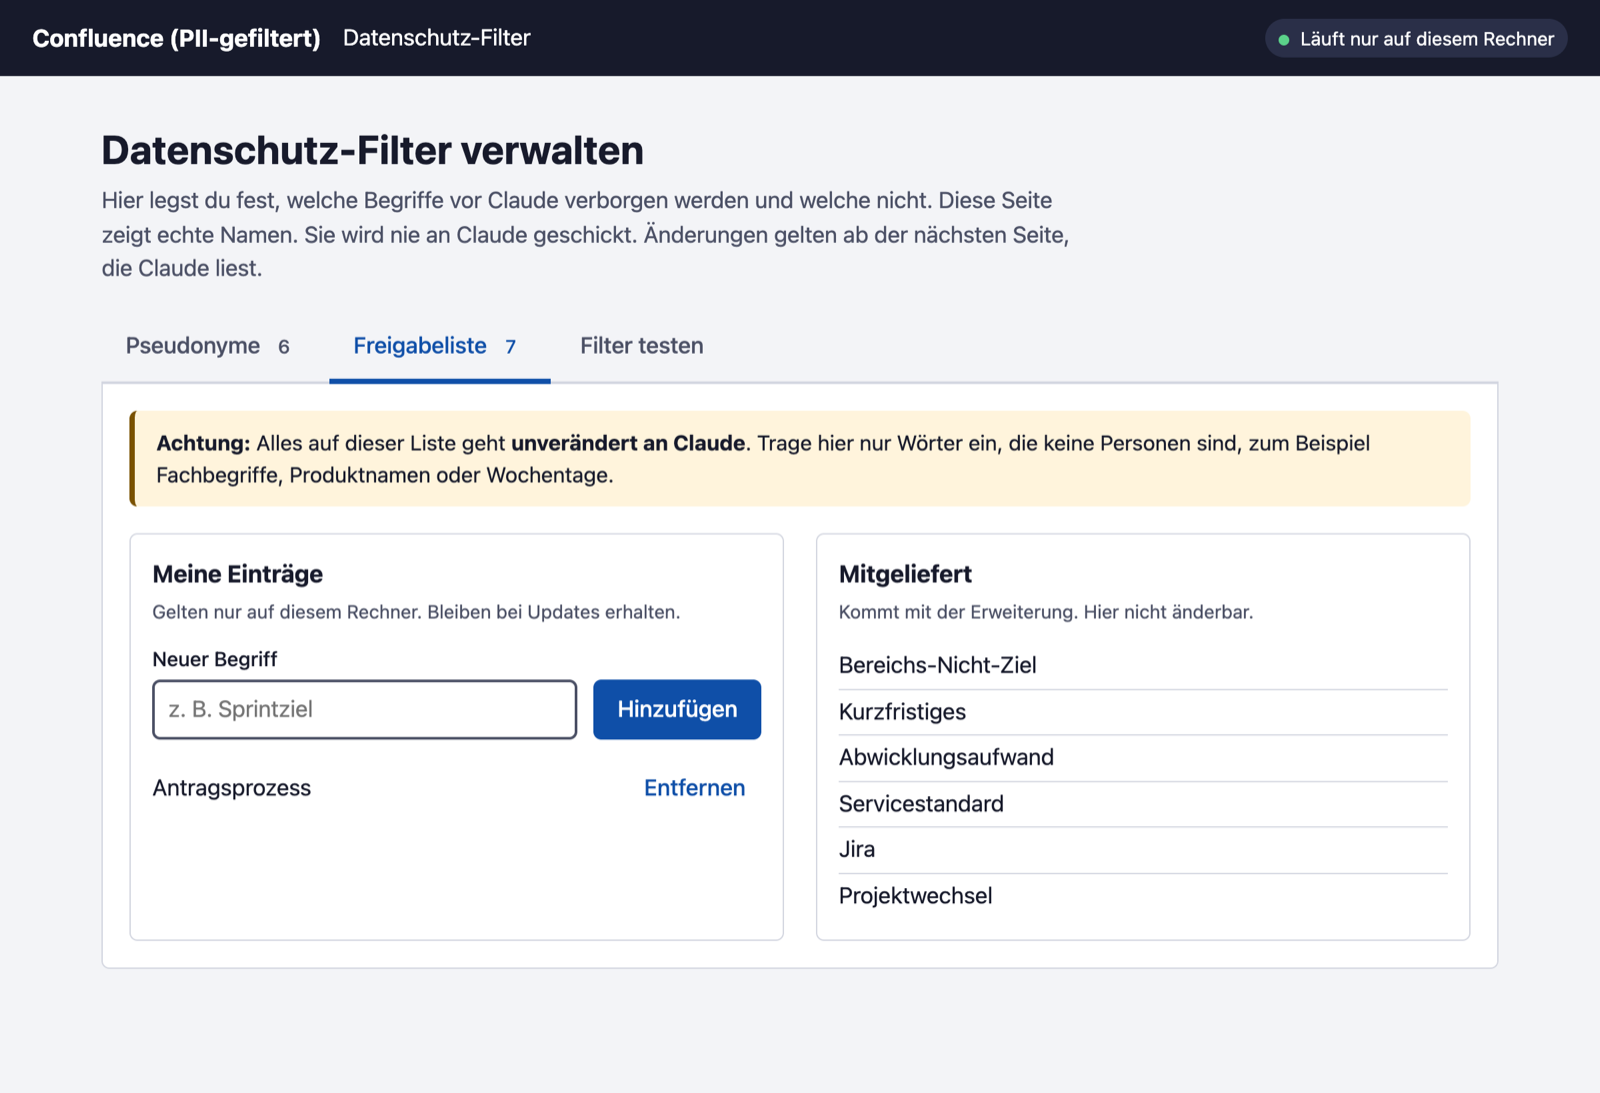 Confluence (PII-gefiltert) Datenschutz-Filter
Läuft nur auf diesem Rechner
Datenschutz-Filter verwalten
Hier legst du fest, welche Begriffe vor Claude verborgen werden und welche nicht. Diese Seite
zeigt echte Namen. Sie wird nie an Claude geschickt. Änderungen gelten ab der nächsten Seite,
die Claude liest.
Pseudonyme 6 Freigabeliste 7 Filter testen
Achtung: Alles auf dieser Liste geht unverändert an Claude. Trage hier nur Wörter ein, die keine Personen sind, zum Beispiel
Fachbegriffe, Produktnamen oder Wochentage.
Meine Einträge
Gelten nur auf diesem Rechner. Bleiben bei Updates erhalten.
Neuer Begriff
z. B. Sprintziel
Hinzufügen
Antragsprozess
Entfernen
Mitgeliefert
Kommt mit der Erweiterung. Hier nicht änderbar.
Bereichs-Nicht-Ziel
Kurzfristiges
Abwicklungsaufwand
Servicestandard
Jira
Projektwechsel